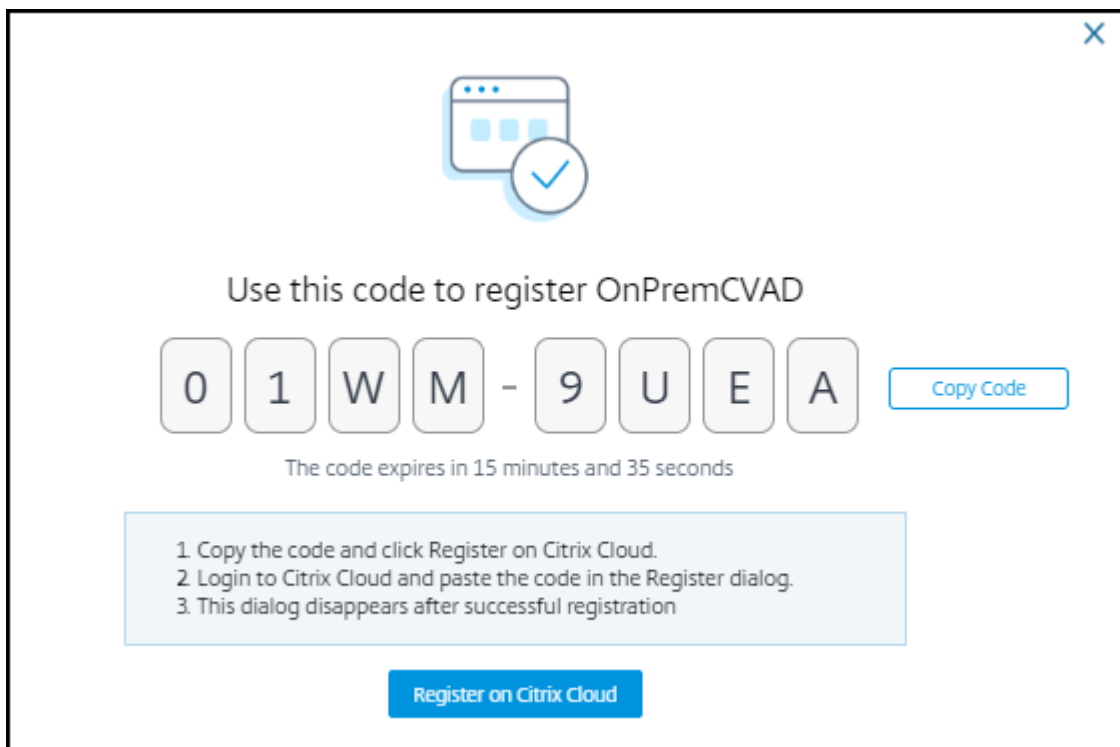 Use this code to register OnPremCVAD
01WM-9UEA
Copy Code
The code expires in 15 minutes and 35 seconds
1. Copy the code and click Register on Citrix Cloud.
2. Login to Citrix Cloud and paste the code in the Register dialog.
3. This dialog disappears after successful registration
Register on Citrix Cloud